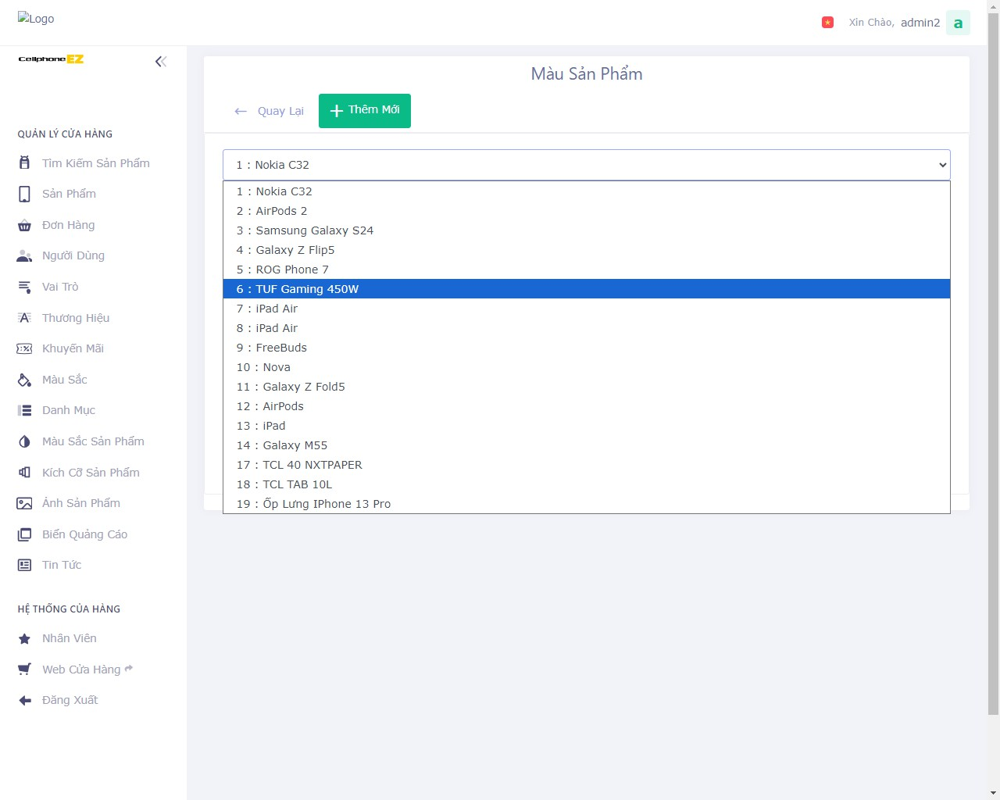 Logo
Xin Chào, admin2 a
CellphoneEZ
Màu Sản Phẩm
← Quay Lại
+ Thêm Mới
QUẢN LÝ CỬA HÀNG
Tìm Kiếm Sản Phẩm
Sản Phẩm
Đơn Hàng
Người Dùng
Vai Trò
Thương Hiệu
Khuyến Mãi
Màu Sắc
Danh Mục
Màu Sắc Sản Phẩm
Kích Cỡ Sản Phẩm
Ảnh Sản Phẩm
Biển Quảng Cáo
Tin Tức
HỆ THỐNG CỦA HÀNG
Nhân Viên
Web Cửa Hàng
Đăng Xuất
1 : Nokia C32
1 : Nokia C32
2 : AirPods 2
3 : Samsung Galaxy S24
4 : Galaxy Z Flip5
5 : ROG Phone 7
6 : TUF Gaming 450W
7 : iPad Air
8 : iPad Air
9 : FreeBuds
10 : Nova
11 : Galaxy Z Fold5
12 : AirPods
13 : iPad
14 : Galaxy M55
17 : TCL 40 NXTPAPER
18 : TCL TAB 10L
19 : Ốp Lưng IPhone 13 Pro